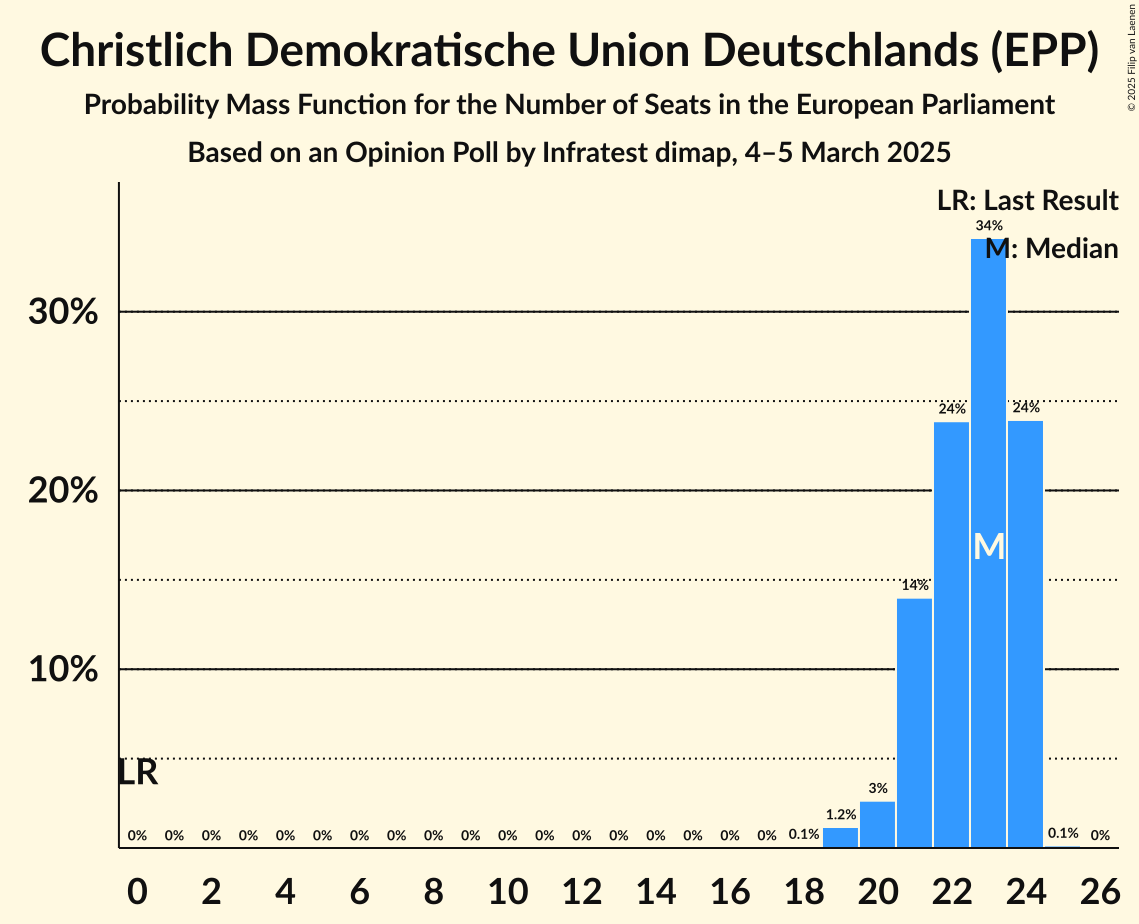 Christlich Demokratische Union Deutschlands (EPP)
Probability Mass Function for the Number of Seats in the European Parliament
Based on an Opinion Poll by Infratest dimap, 4–5 March 2025
© 2025 Filip van Laenen
LR: Last Result
M: Median
34%
30%
24% 24%
20%
M
14%
10%
LR
3%
1.2%
0% 0% 0% 0% 0% 0% 0% 0% 0% 0% 0% 0% 0% 0% 0% 0% 0% 0% 0.1% 0.1% 0%
0 2 4 6 8 10 12 14 16 18 20 22 24 26